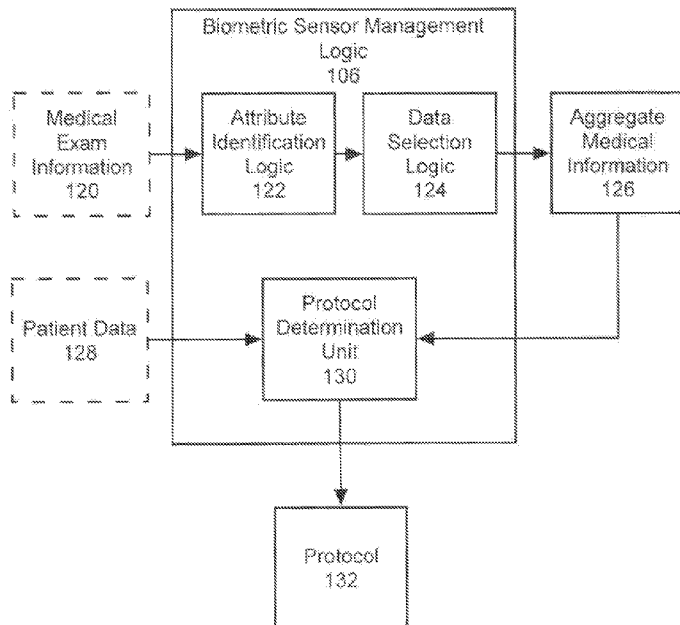 Biometric Sensor Management
Logic
106
Medical
Exam
Information
120
Attribute
Identification
Logic
122
Data
Selection
Logic
124
Aggregate
Medical
Information
126
Patient Data
128
Protocol
Determination
Unit
130
Protocol
132